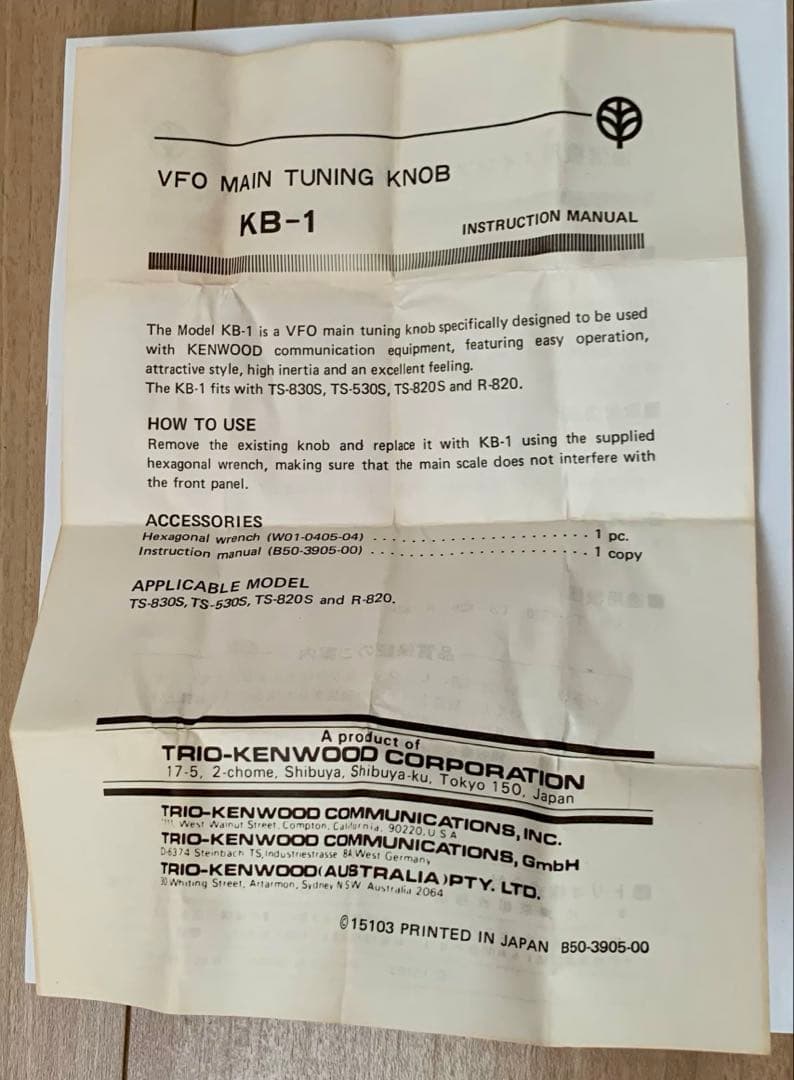 VFO MAIN TUNING KNOB
KB-1
INSTRUCTION MANUAL
The Model KB-1 is a VFO main tuning knob specifically designed to be used
with KENWOOD communication equipment, featuring easy operation,
attractive style, high inertia and an excellent feeling.
The KB-1 fits with TS-830S, TS-530S, TS-820S and R-820.
HOW TO USE
Remove the existing knob and replace it with KB-1 using the supplied
hexagonal wrench, making sure that the main scale does not interfere with
the front panel.
ACCESSORIES
Hexagonal wrench (W01-0405-04) . . . . . . . . . . . . . . . . . . . . . . . 1 pc.
Instruction manual (B50-3905-00) . . . . . . . . . . . . . . . . . . . . . . . 1 copy
APPLICABLE MODEL
TS-830S, TS-530S, TS-820S and R-820.
A product of
TRIO-KENWOOD CORPORATION
17-5, 2-chome, Shibuya, Shibuya-ku, Tokyo 150, Japan
TRIO-KENWOOD COMMUNICATIONS, INC.
1111 West Walnut Street, Compton, California, 90220, U S A
TRIO-KENWOOD COMMUNICATIONS, GmbH
D-6374 Steinbach TS, Industriestrasse 8A, West Germany
TRIO-KENWOOD (AUSTRALIA) PTY. LTD.
30 Whiting Street, Artarmon, Sydney NSW Australia 2064
©15103 PRINTED IN JAPAN B50-3905-00